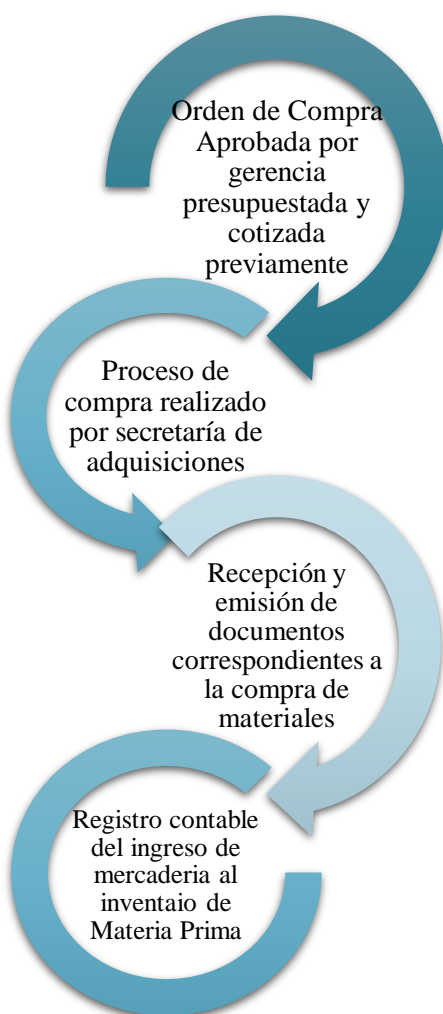 Orden de Compra
Aprobada por
gerencia
presupuestada y
cotizada
previamente
Proceso de
compra realizado
por secretaría de
adquisiciones
Recepción y
emisión de
documentos
correspondientes a
la compra de
materiales
Registro contable
del ingreso de
mercaderia al
inventaio de
Materia Prima